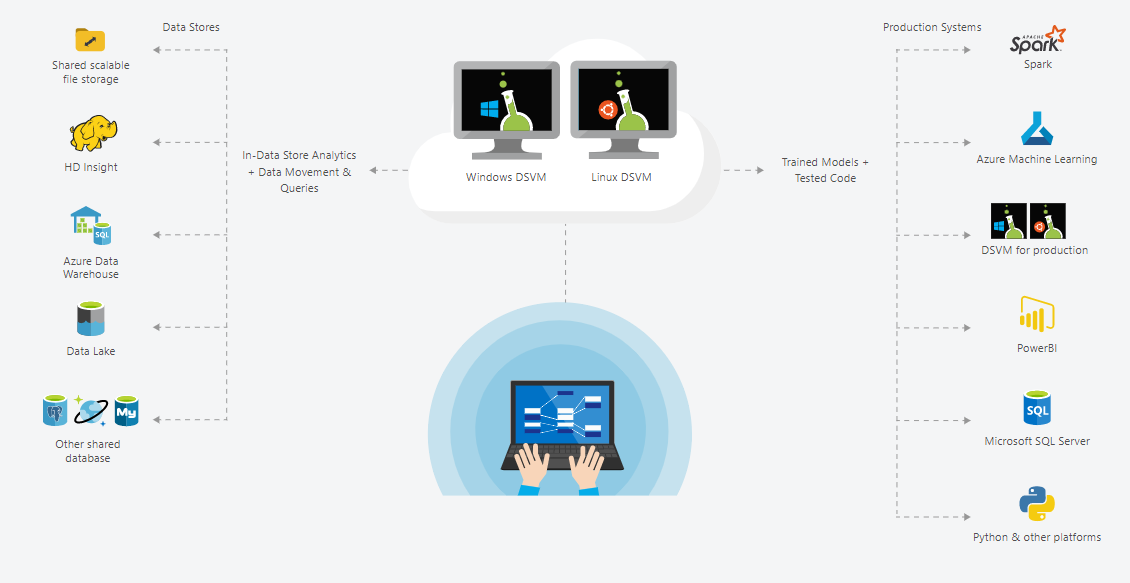 Data Stores
Shared scalable
file storage
HD Insight
Azure Data
Warehouse
SQL
Data Lake
My
Other shared
database
In-Data Store Analytics
+ Data Movement &
Queries
Windows DSVM
Linux DSVM
Trained Models +
Tested Code
Production Systems
APACHE
Spark
Spark
Azure Machine Learning
DSVM for production
PowerBI
SQL
Microsoft SQL Server
Python & other platforms